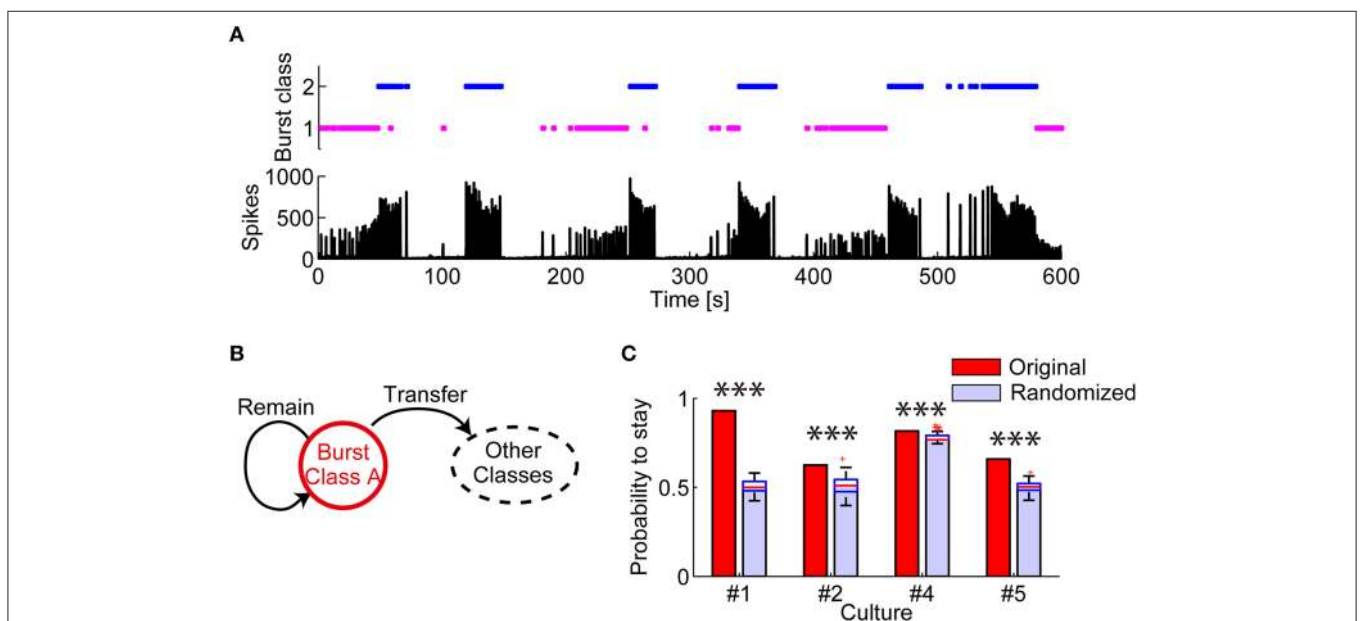 A
Burst class
2
1
Spikes
1000
500
0
0 100 200 300 400 500 600
Time [s]
B
Remain
Transfer
Burst
Class A
Other
Classes
C
Original
Randomized
Probability to stay
1
0.5
0
*** *** *** ***
#1 #2 #4 #5
Culture